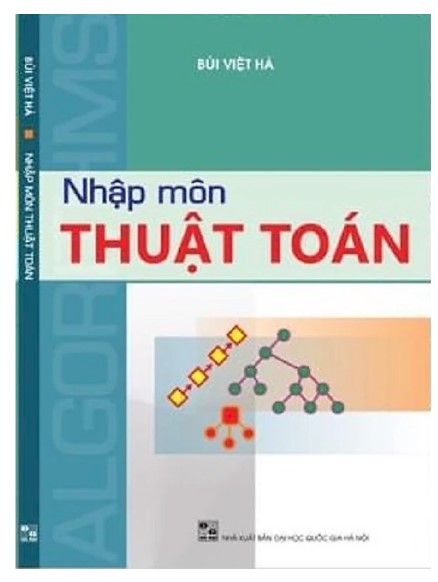 BÙI VIỆT HÀ
Nhập môn
THUẬT TOÁN
NHÀ XUẤT BẢN ĐẠI HỌC QUỐC GIA HÀ NỘI
BÙI VIỆT HÀ NHẬP MÔN THUẬT TOÁN
ALGORITHMS